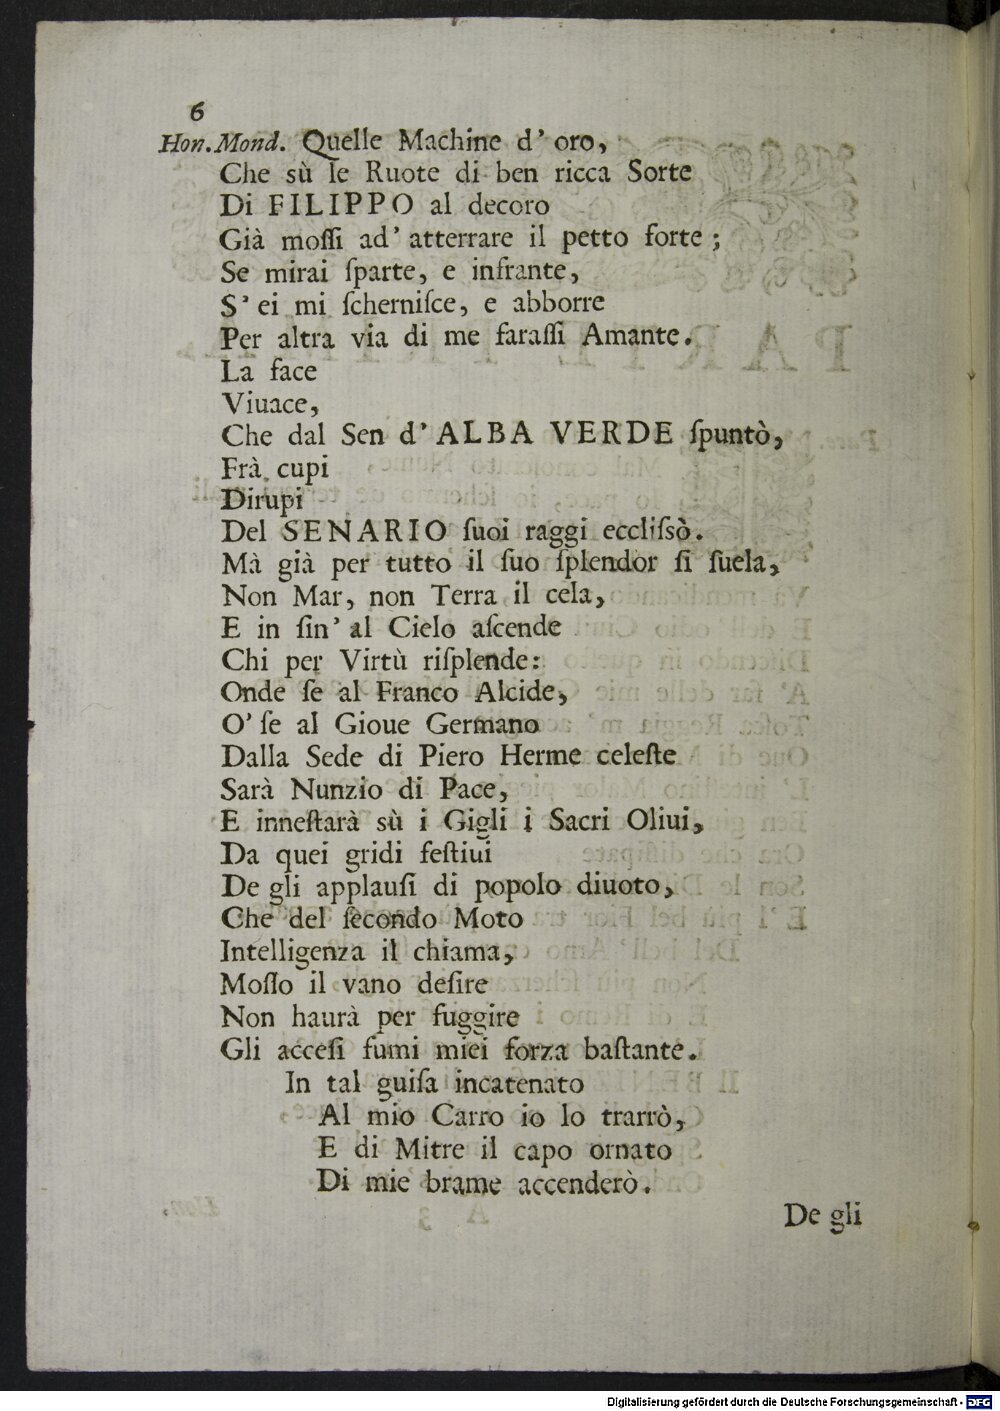 6
Hon. Mond. Quelle Machine d' oro,
Che sù le Ruote di ben ricca Sorte
Di FILIPPO al decoro
Già moſſi ad' atterrare il petto forte ;
Se mirai ſparte, e infrante,
S' ei mi ſcherniſce, e abborre
Per altra via di me faraſſi Amante.
La face
Viuace,
Che dal Sen d' ALBA VERDE ſpuntò,
Frà cupi
Dirupi
Del SENARIO ſuoi raggi eccliſsò.
Mà già per tutto il ſuo ſplendor ſi ſuela,
Non Mar, non Terra il cela,
E in ſin' al Cielo aſcende
Chi per Virtù riſplende:
Onde ſe al Franco Alcide,
O' ſe al Gioue Germano
Dalla Sede di Piero Herme celeſte
Sarà Nunzio di Pace,
E inneſtarà sù i Gigli i Sacri Oliui,
Da quei gridi feſtiui
De gli applauſi di popolo diuoto,
Che del ſecondo Moto
Intelligenza il chiama,
Moſſo il vano deſire
Non haurà per fuggire
Gli acceſi fumi miei forza baſtante.
In tal guiſa incatenato
Al mio Carro io lo trarrò,
E di Mitre il capo ornato
Di mie brame accenderò.
De gli
Digitalisierung gefördert durch die Deutsche Forschungsgemeinschaft - DFG